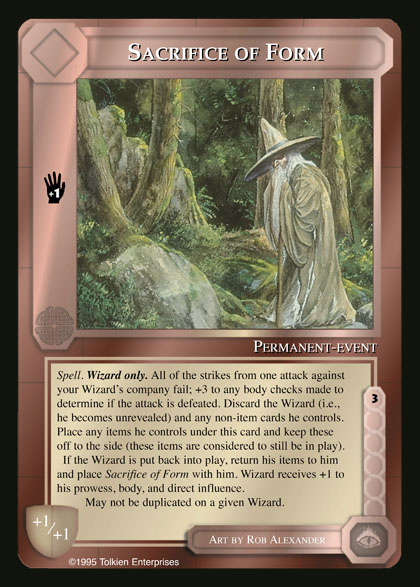 Sacrifice of Form
+1
Permanent-event
Spell. Wizard only. All of the strikes from one attack against
your Wizard's company fail; +3 to any body checks made to
determine if the attack is defeated. Discard the Wizard (i.e.,
he becomes unrevealed) and any non-item cards he controls.
Place any items he controls under this card and keep these
off to the side (these items are considered to still be in play).
If the Wizard is put back into play, return his items to him
and place Sacrifice of Form with him. Wizard receives +1 to
his prowess, body, and direct influence.
May not be duplicated on a given Wizard.
3
+1/+1
Art by Rob Alexander
©1995 Tolkien Enterprises